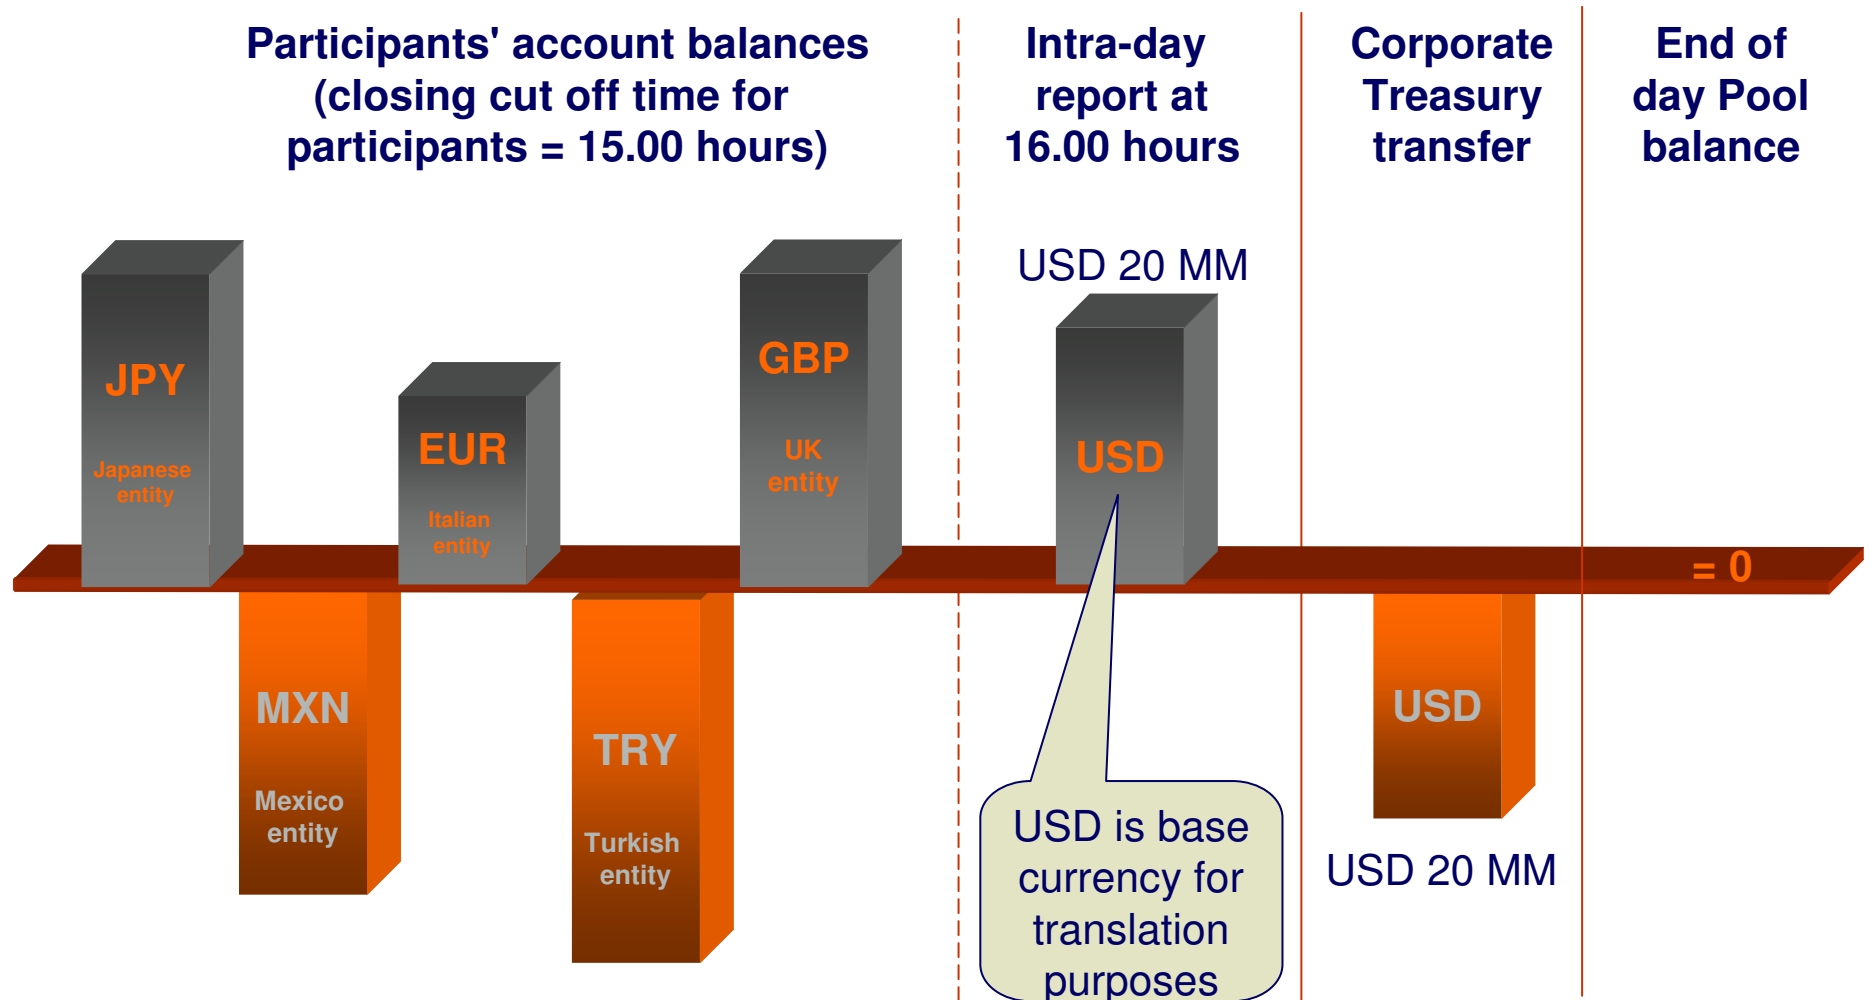 Participants' account balances
(closing cut off time for
participants = 15.00 hours)
Intra-day
report at
16.00 hours
Corporate
Treasury
transfer
End of
day Pool
balance
USD 20 MM
JPY
Japanese
entity
EUR
Italian
entity
GBP
UK
entity
USD
= 0
MXN
Mexico
entity
TRY
Turkish
entity
USD is base
currency for
translation
purposes
USD
USD 20 MM